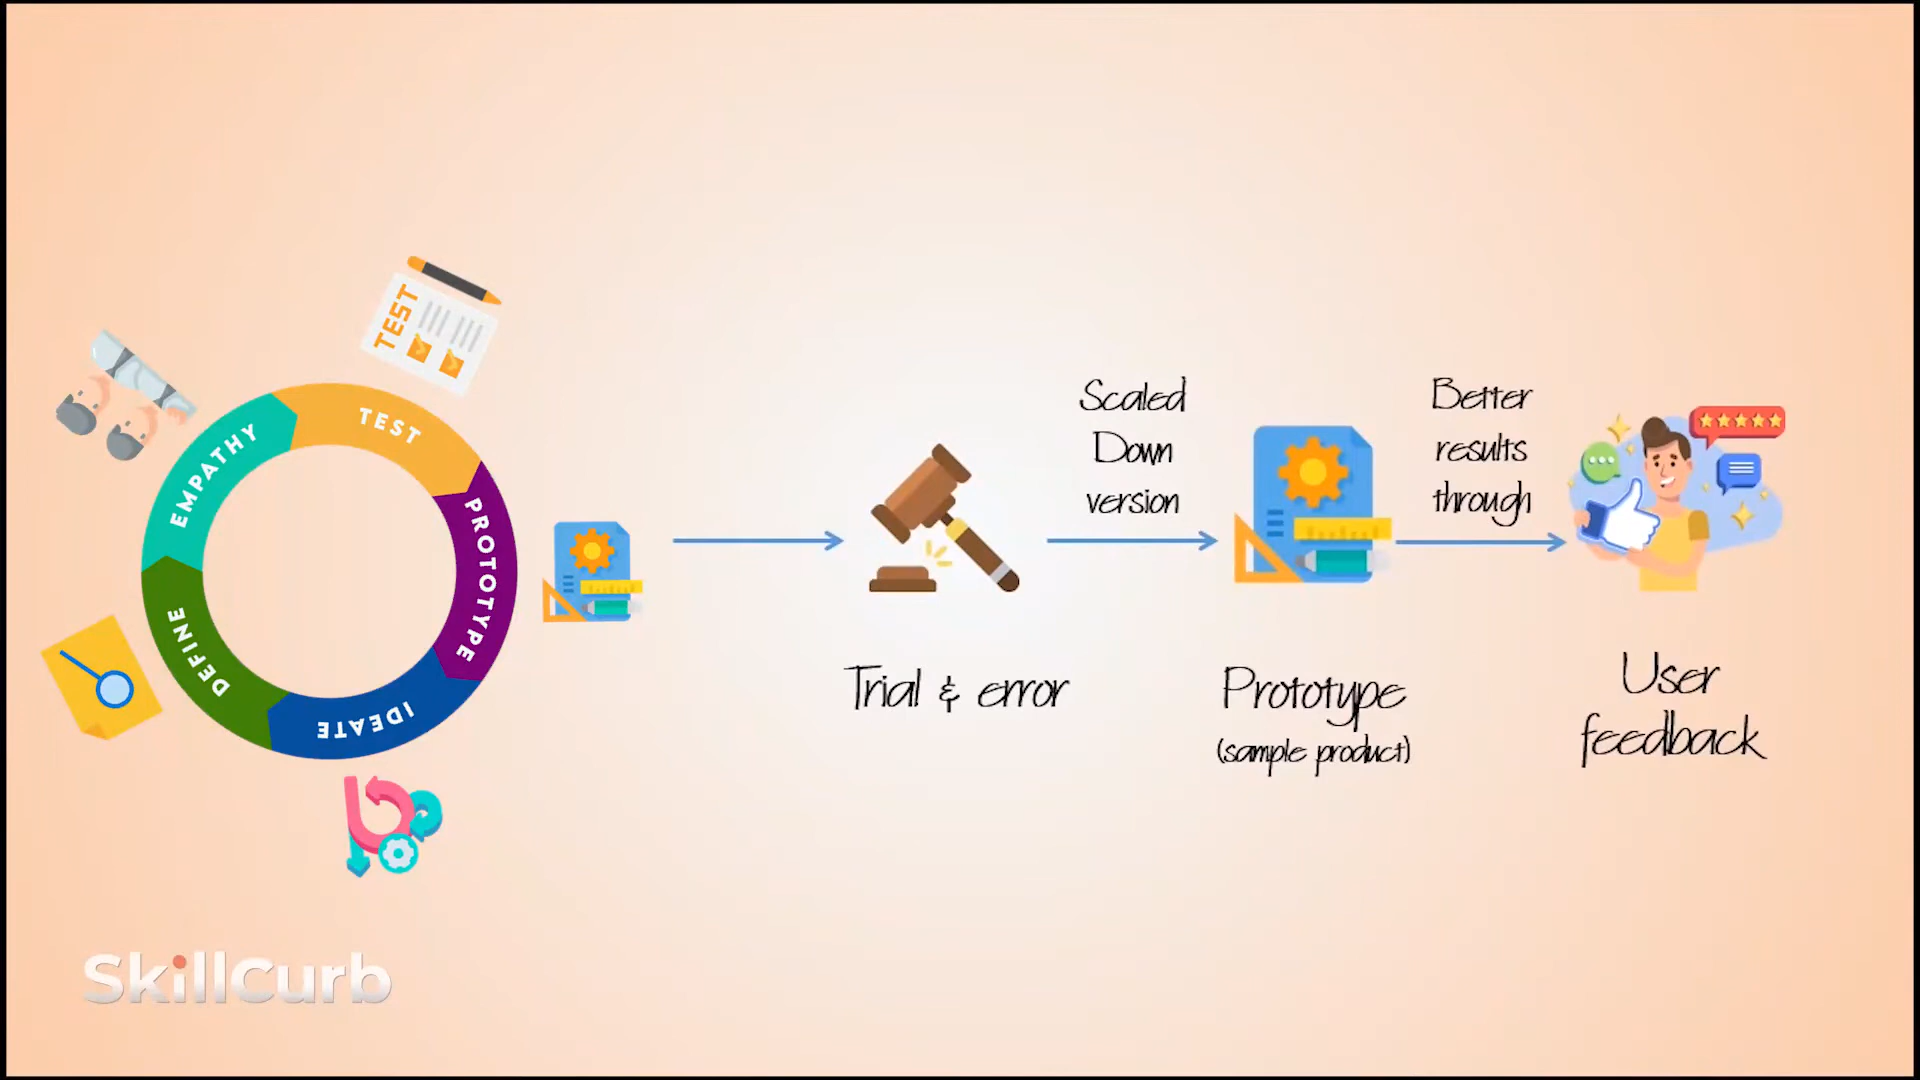 TEST
TEST
EMPATHY
PROTOTYPE
DEFINE
IDEATE
Scaled
Down
version
Better
results
through
Trial & error
Prototype
(sample product)
User
feedback
SkillCurb